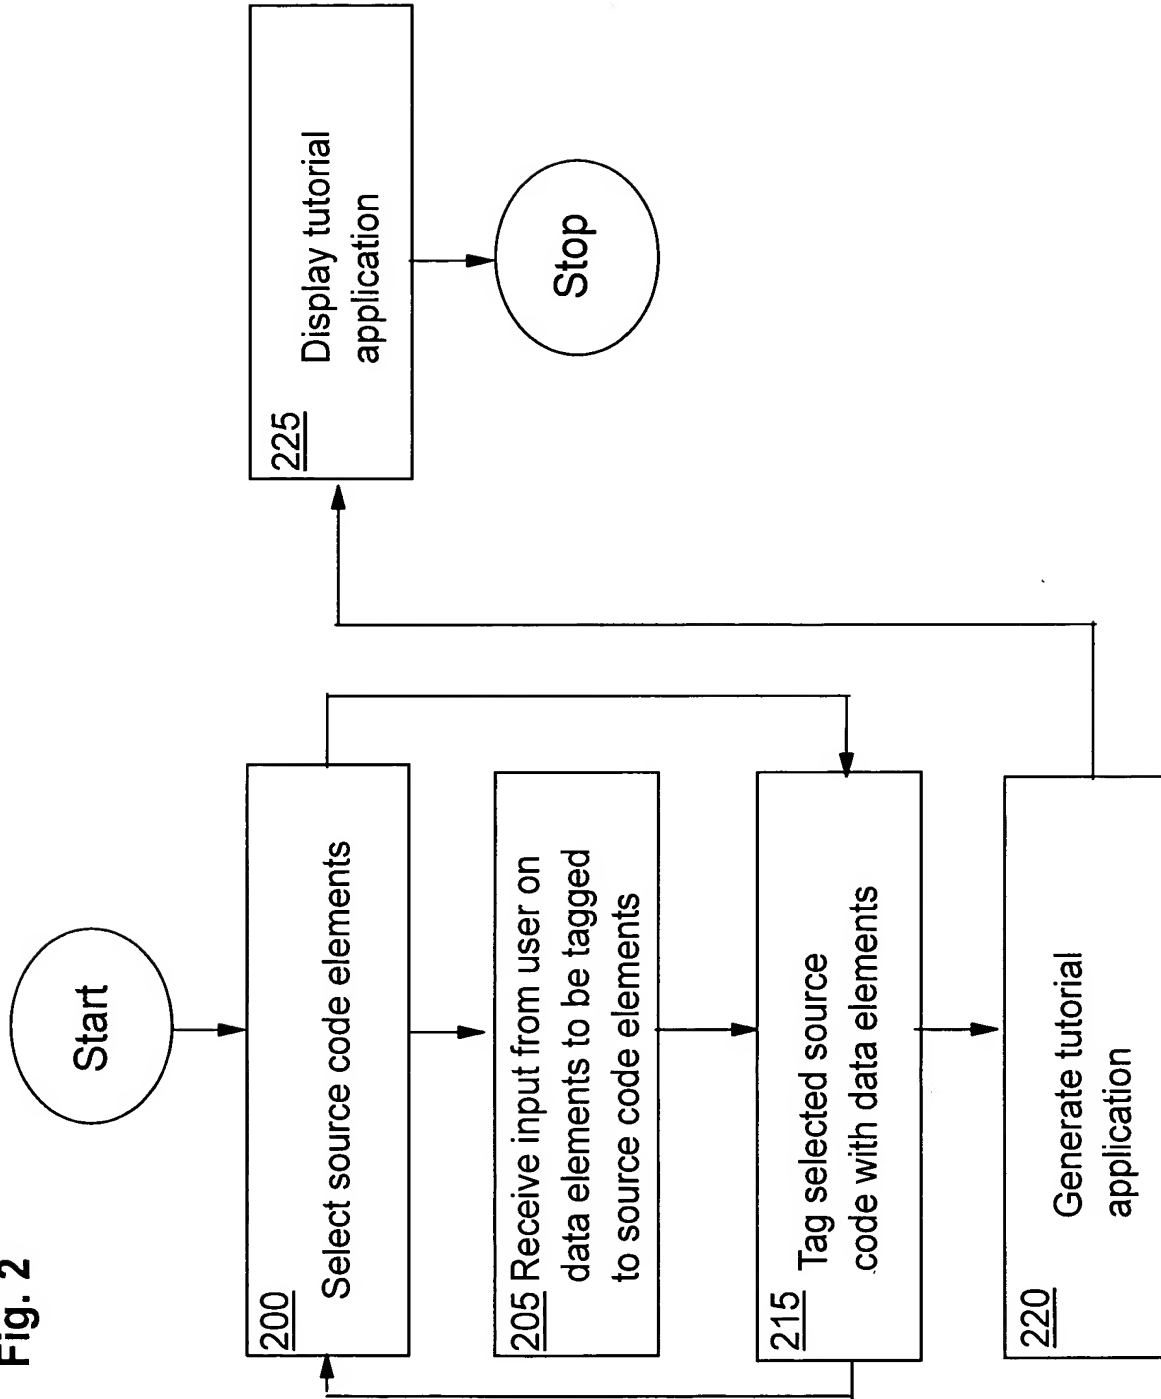 Fig. 2
Start
200
Select source code elements
205 Receive input from user on
data elements to be tagged
to source code elements
215
Tag selected source
code with data elements
220
Generate tutorial
application
225
Display tutorial
application
Stop